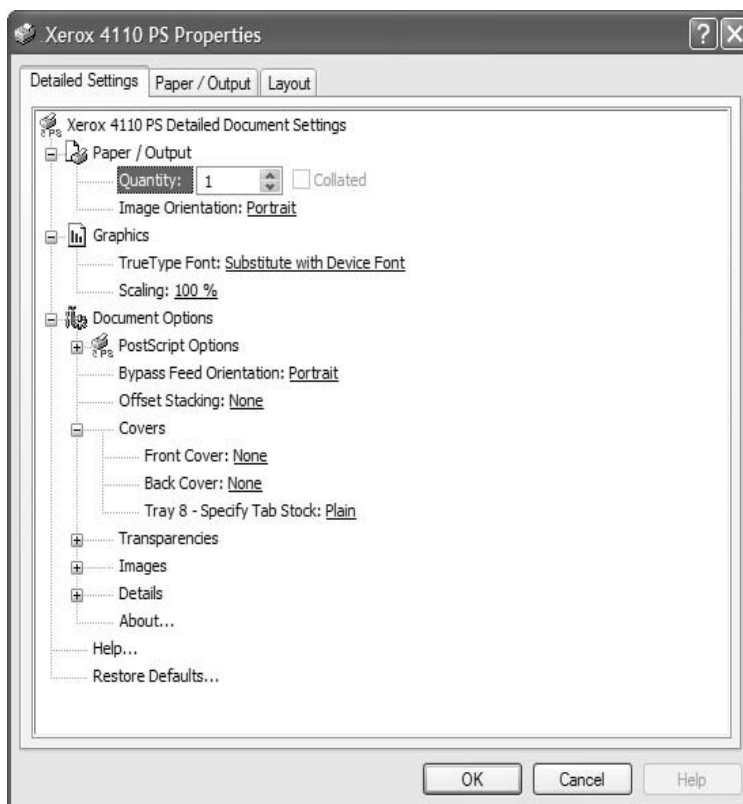 Xerox 4110 PS Properties
Detailed Settings Paper / Output Layout
Xerox 4110 PS Detailed Document Settings
Paper / Output
Quantity: 1 Collated
Image Orientation: Portrait
Graphics
TrueType Font: Substitute with Device Font
Scaling: 100 %
Document Options
PostScript Options
Bypass Feed Orientation: Portrait
Offset Stacking: None
Covers
Front Cover: None
Back Cover: None
Tray 8 - Specify Tab Stock: Plain
Transparencies
Images
Details
About...
Help...
Restore Defaults...
OK Cancel Help